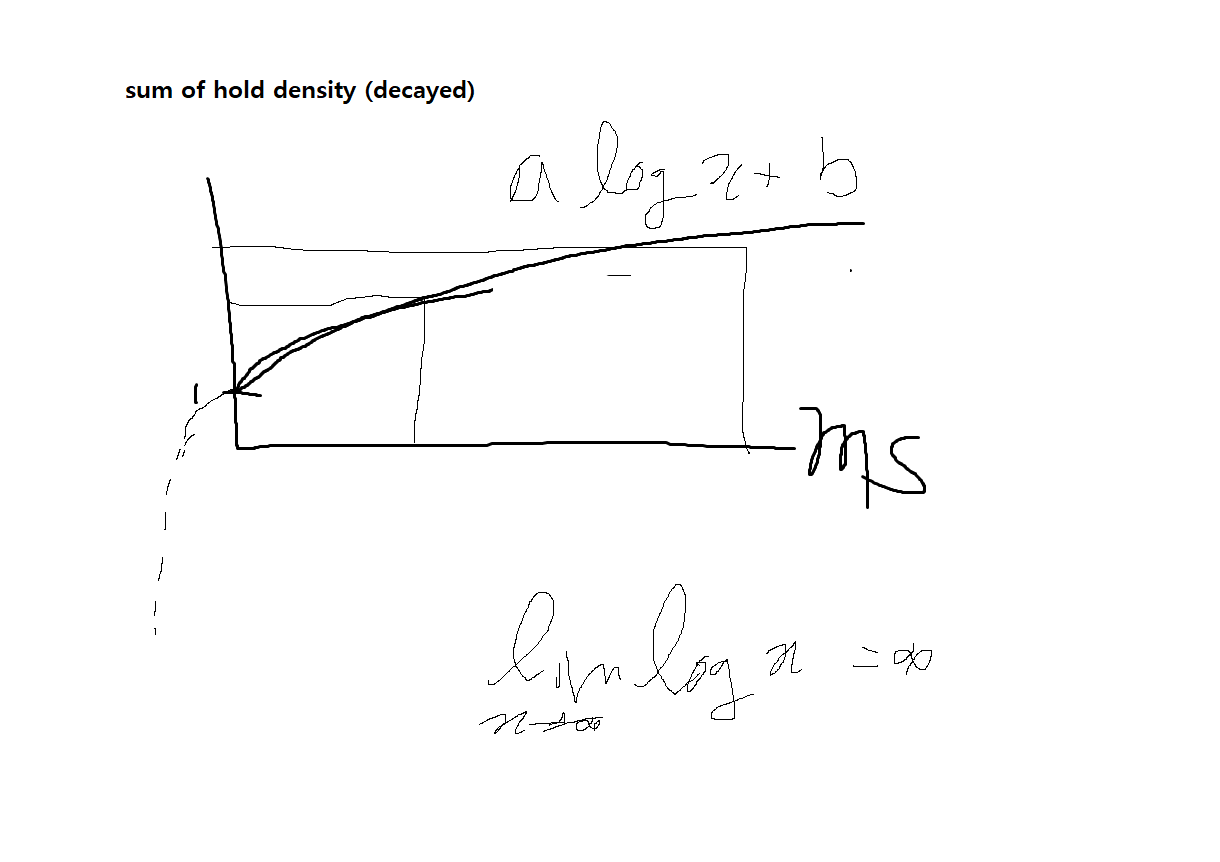 sum of hold density (decayed)
a log x + b
1
ms
lim log x = ∞
x→∞